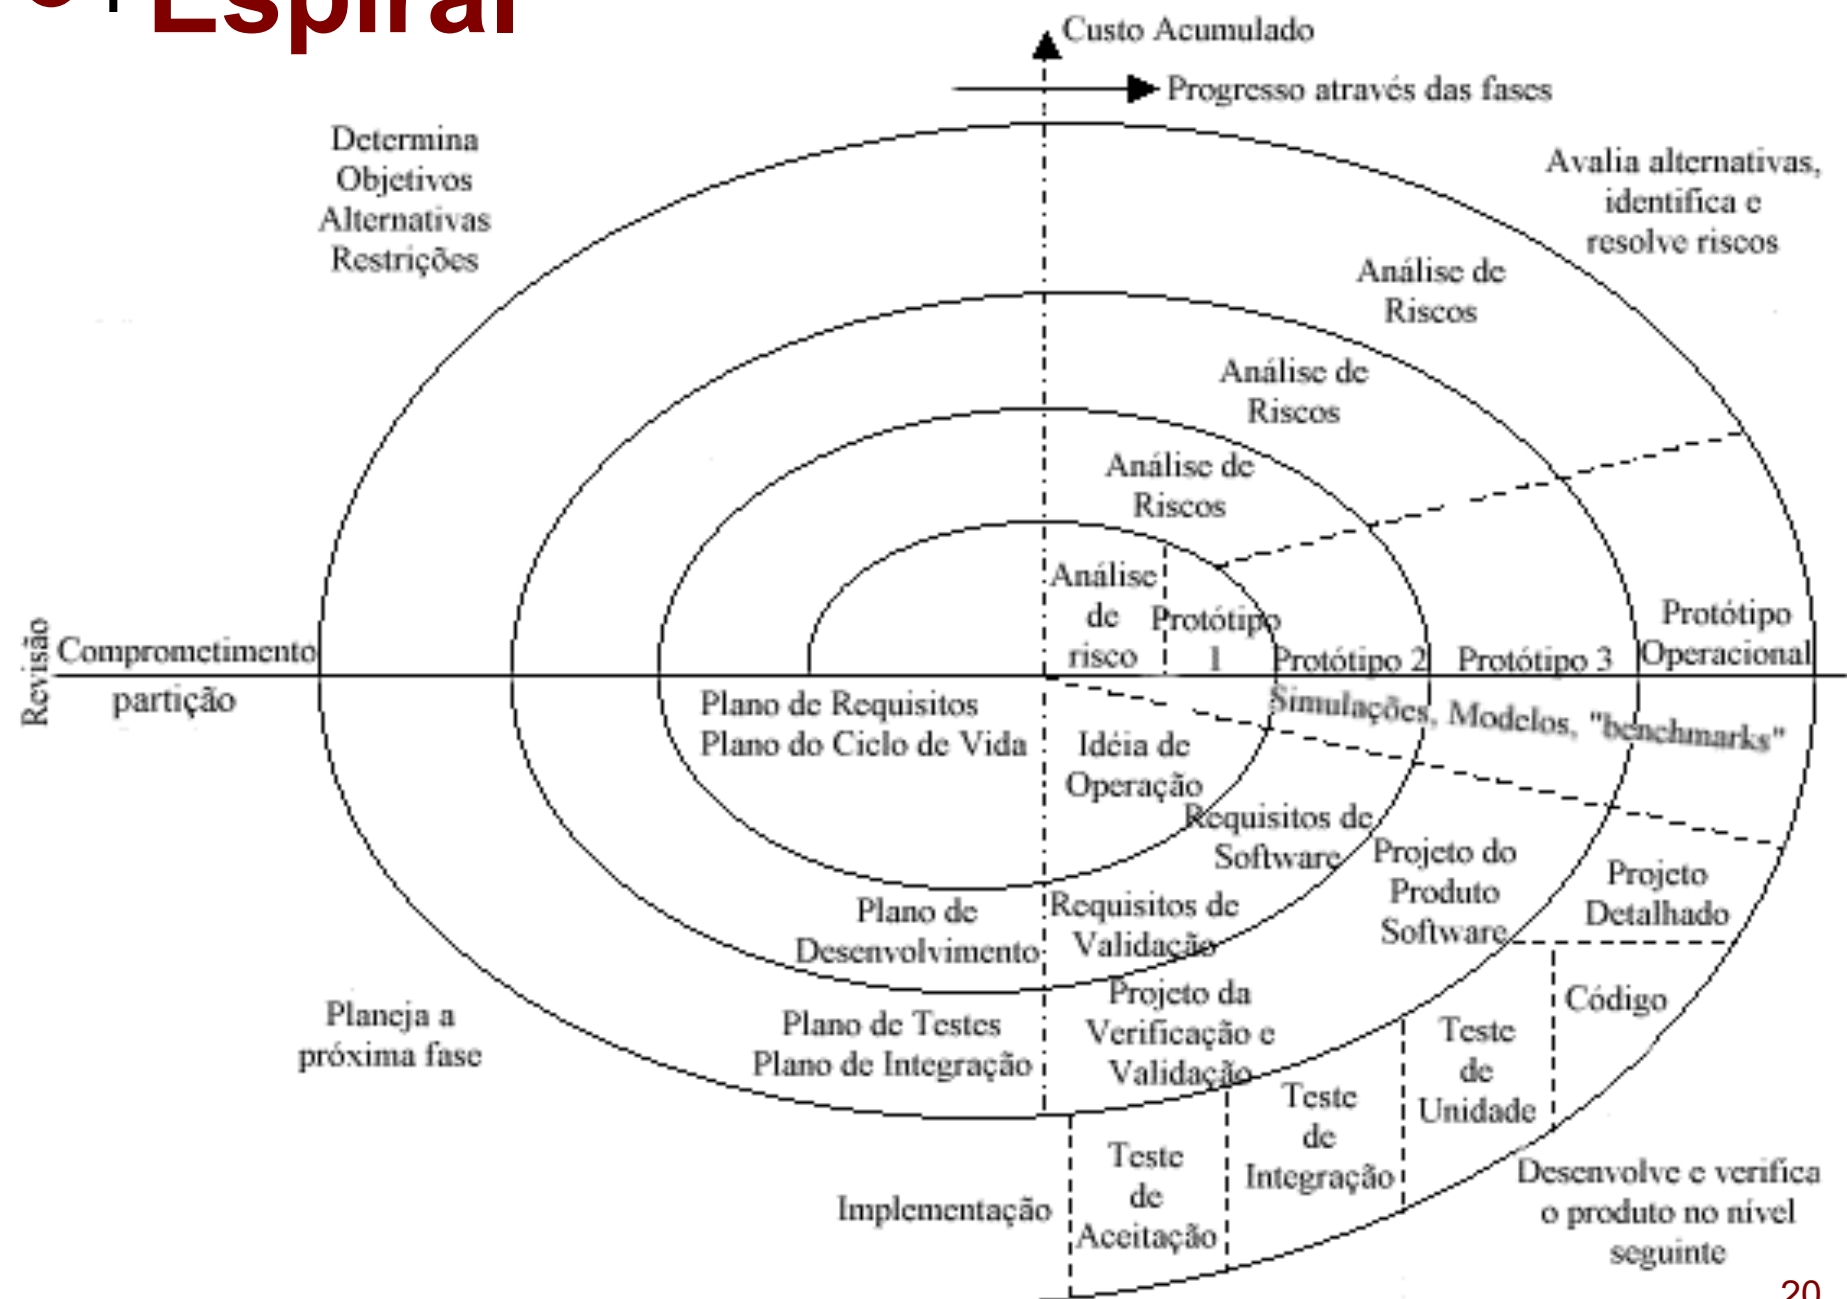 Espiral
Custo Acumulado
Progresso através das fases
Determina
Objetivos
Alternativas
Restrições
Avalia alternativas,
identifica e
resolve riscos
Análise de
Riscos
Análise de
Riscos
Análise de
Riscos
Análise
de
risco
Protótipo
1
Protótipo 2
Protótipo 3
Protótipo
Operacional
Revisão
Comprometimento
partição
Simulações, Modelos, "benchmarks"
Plano de Requisitos
Plano do Ciclo de Vida
Idéia de
Operação
Requisitos de
Software
Projeto do
Produto
Software
Projeto
Detalhado
Plano de
Desenvolvimento
Requisitos de
Validação
Código
Planeja a
próxima fase
Plano de Testes
Plano de Integração
Projeto da
Verificação e
Validação
Teste
de
Unidade
Teste
de
Integração
Teste
de
Aceitação
Implementação
Desenvolve e verifica
o produto no nível
seguinte
20